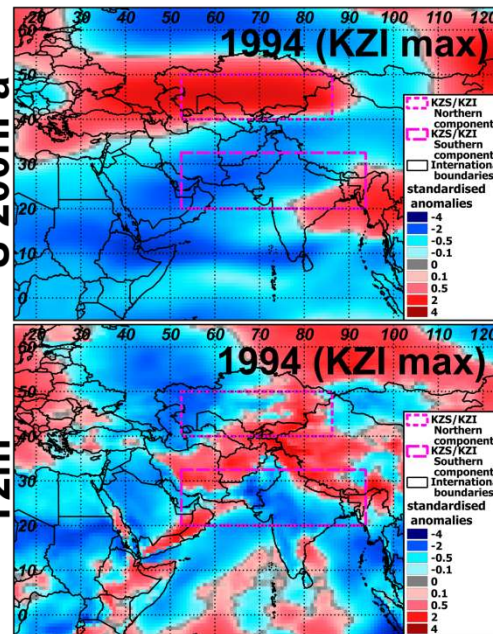 20 30 40 50 60 70 80 90 100
1994 (KZI max)
60
50
40
30
20
10
0
KZS/KZI
Northern
component
KZS/KZI
Southern
component
International
boundaries
standardised
anomalies
-4
-2
-0.5
-0.1
0
0.1
0.5
2
4
20 30 40 50 60 70 80 90 100
1994 (KZI max)
50
40
30
20
10
0
KZS/KZI
Northern
component
KZS/KZI
Southern
component
International
boundaries
standardised
anomalies
-4
-2
-0.5
-0.1
0
0.1
0.5
2
4